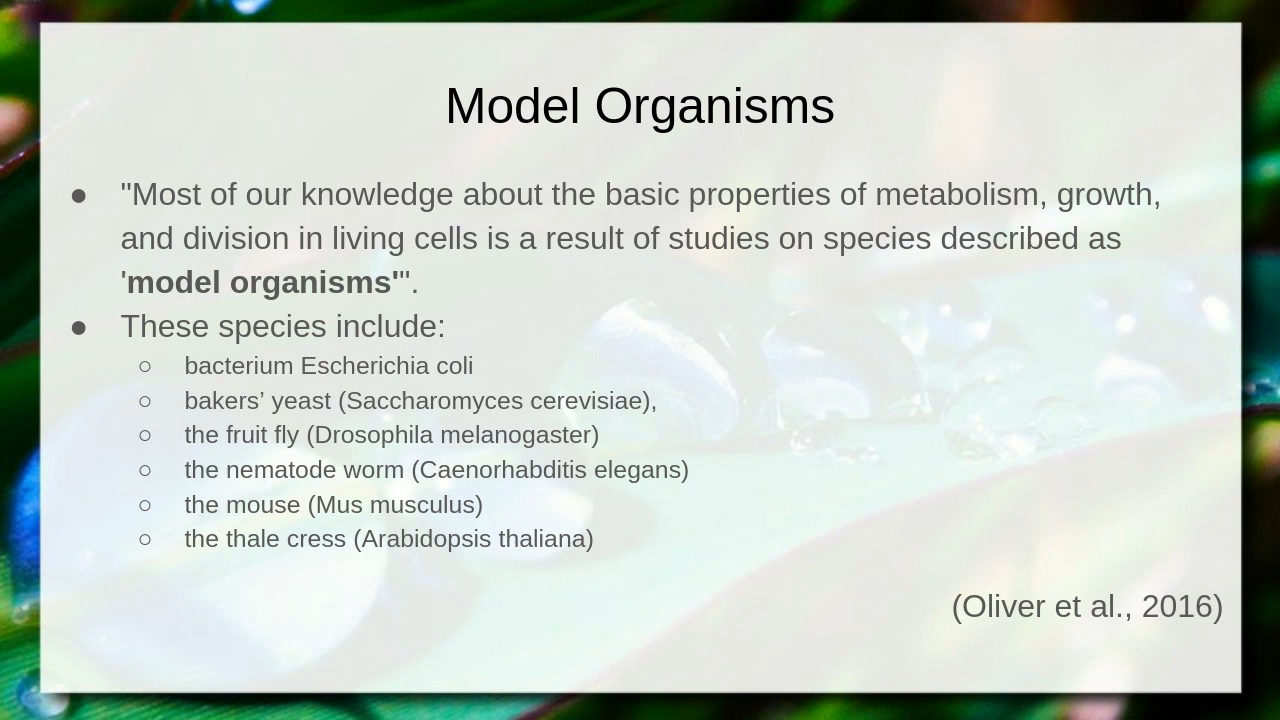 Model Organisms
● "Most of our knowledge about the basic properties of metabolism, growth,
and division in living cells is a result of studies on species described as
'model organisms'".
● These species include:
○ bacterium Escherichia coli
○ bakers’ yeast (Saccharomyces cerevisiae),
○ the fruit fly (Drosophila melanogaster)
○ the nematode worm (Caenorhabditis elegans)
○ the mouse (Mus musculus)
○ the thale cress (Arabidopsis thaliana)
(Oliver et al., 2016)